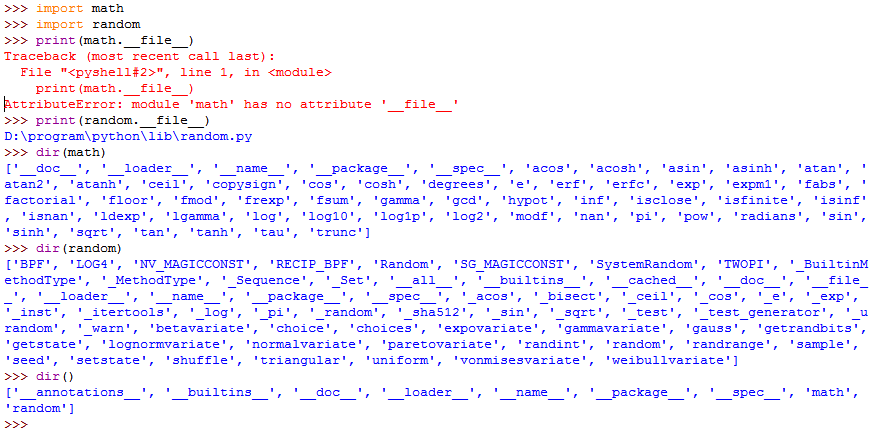 >>> import math
>>> import random
>>> print(math.__file__)
Traceback (most recent call last):
  File "<pyshell#2>", line 1, in <module>
    print(math.__file__)
AttributeError: module 'math' has no attribute '__file__'
>>> print(random.__file__)
D:\program\python\lib\random.py
>>> dir(math)
['__doc__', '__loader__', '__name__', '__package__', '__spec__', 'acos', 'acosh', 'asin', 'asinh', 'atan', '
atan2', 'atanh', 'ceil', 'copysign', 'cos', 'cosh', 'degrees', 'e', 'erf', 'erfc', 'exp', 'expm1', 'fabs', '
factorial', 'floor', 'fmod', 'frexp', 'fsum', 'gamma', 'gcd', 'hypot', 'inf', 'isclose', 'isfinite', 'isinf'
, 'isnan', 'ldexp', 'lgamma', 'log', 'log10', 'log1p', 'log2', 'modf', 'nan', 'pi', 'pow', 'radians', 'sin',
'sinh', 'sqrt', 'tan', 'tanh', 'tau', 'trunc']
>>> dir(random)
['BPF', 'LOG4', 'NV_MAGICCONST', 'RECIP_BPF', 'Random', 'SG_MAGICCONST', 'SystemRandom', 'TWOPI', '_BuiltinM
ethodType', '_MethodType', '_Sequence', '_Set', '__all__', '__builtins__', '__cached__', '__doc__', '__file_
_', '__loader__', '__name__', '__package__', '__spec__', '_acos', '_bisect', '_ceil', '_cos', '_e', '_exp',
'_inst', '_itertools', '_log', '_pi', '_random', '_sha512', '_sin', '_sqrt', '_test', '_test_generator', '_u
random', '_warn', 'betavariate', 'choice', 'choices', 'expovariate', 'gammavariate', 'gauss', 'getrandbits',
'getstate', 'lognormvariate', 'normalvariate', 'paretovariate', 'randint', 'random', 'randrange', 'sample',
'seed', 'setstate', 'shuffle', 'triangular', 'uniform', 'vonmisesvariate', 'weibullvariate']
>>> dir()
['__annotations__', '__builtins__', '__doc__', '__loader__', '__name__', '__package__', '__spec__', 'math',
'random']
>>>